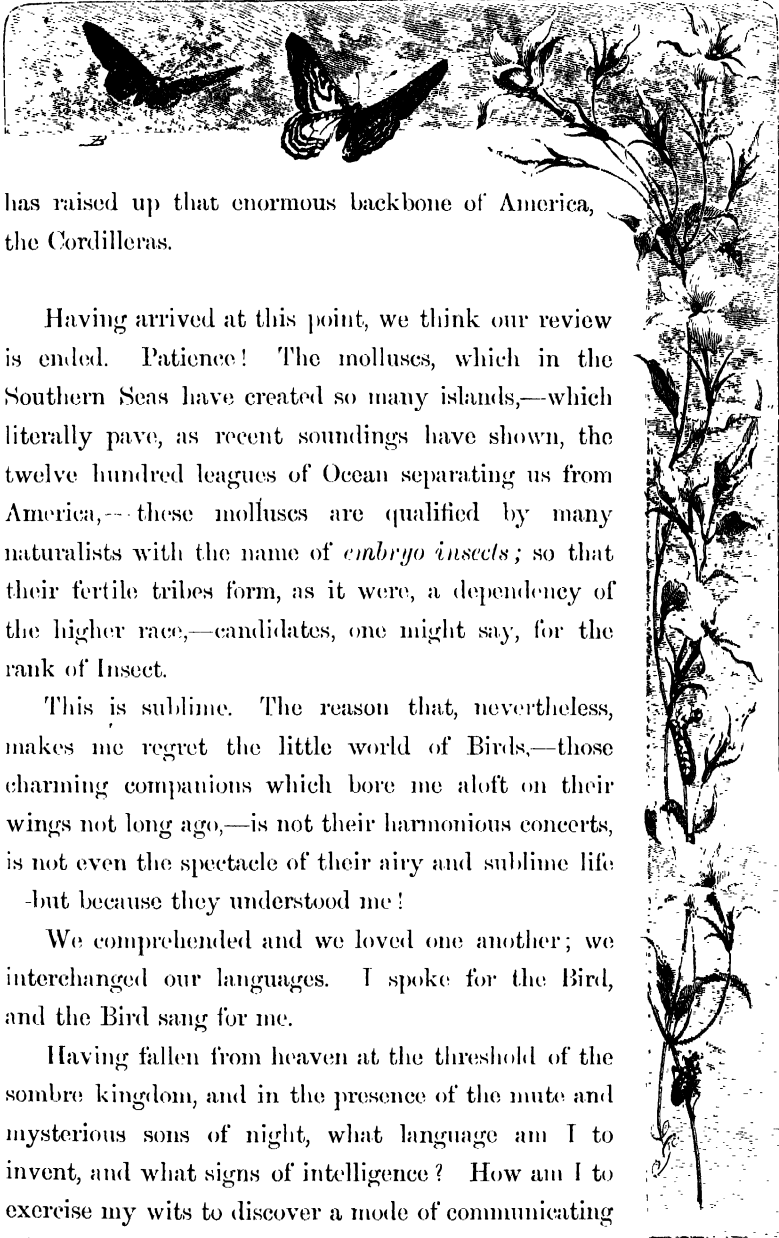 has raised up that enormous backbone of America,
the Cordilleras.
Having arrived at this point, we think our review
is ended. Patience! The molluscs, which in the
Southern Seas have created so many islands,—which
literally pave, as recent soundings have shown, the
twelve hundred leagues of Ocean separating us from
America,—these molluscs are qualified by many
naturalists with the name of embryo insects; so that
their fertile tribes form, as it were, a dependency of
the higher race,—candidates, one might say, for the
rank of Insect.
This is sublime. The reason that, nevertheless,
makes me regret the little world of Birds,—those
charming companions which bore me aloft on their
wings not long ago,—is not their harmonious concerts,
is not even the spectacle of their airy and sublime life
-but because they understood me!
We comprehended and we loved one another; we
interchanged our languages. I spoke for the Bird,
and the Bird sang for me.
Having fallen from heaven at the threshold of the
sombre kingdom, and in the presence of the mute and
mysterious sons of night, what language am I to
invent, and what signs of intelligence? How am I to
exercise my wits to discover a mode of communicating